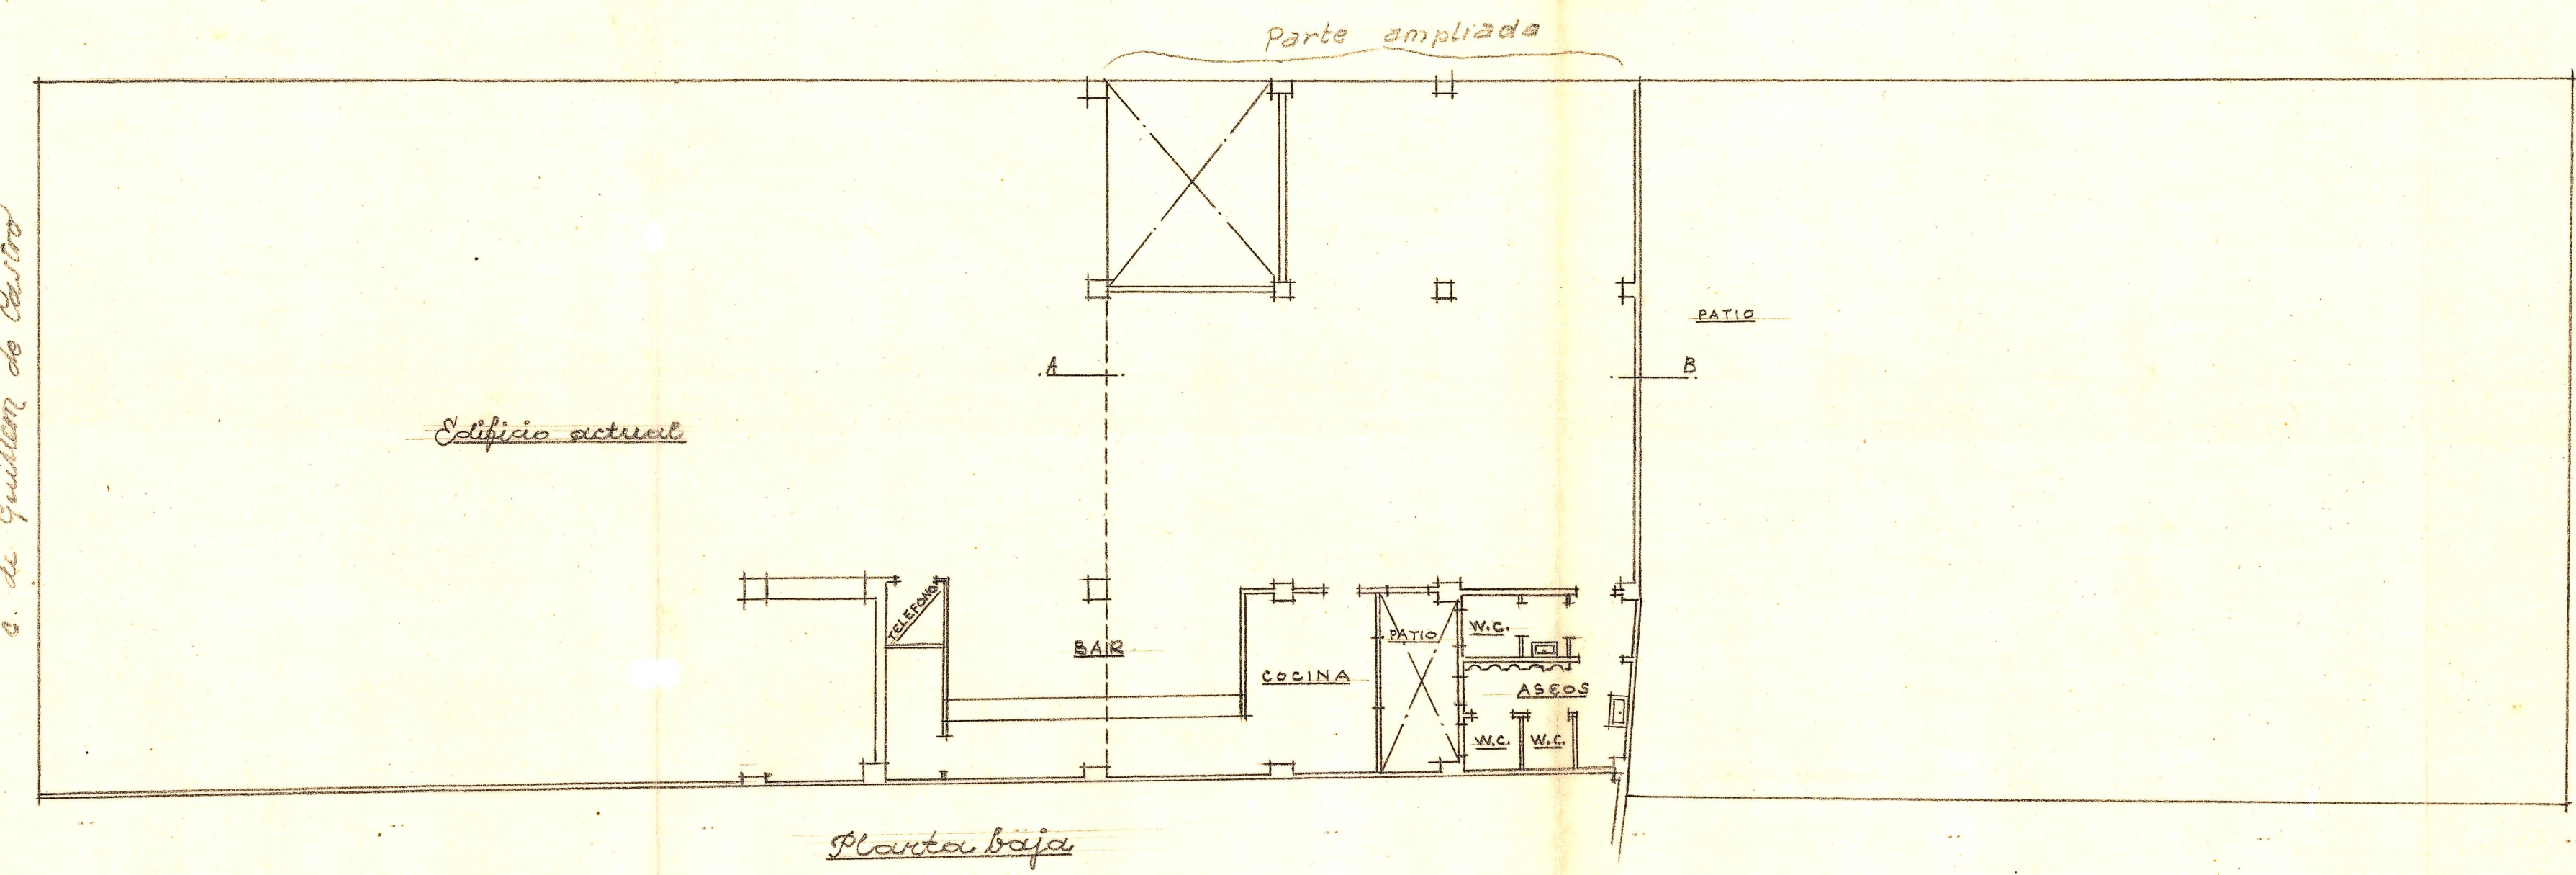 Parte ampliada
c. de Guillem de Castro
PATIO
A
B
Edificio actual
TELEFONO
BAR
PATIO
W.C.
COCINA
ASEOS
W.C.
W.C.
Planta baja